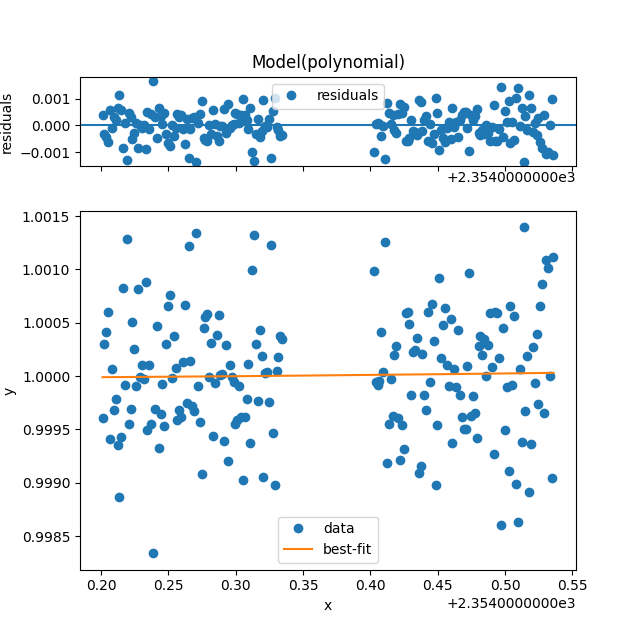 Model(polynomial)
residuals
0.001
0.000
−0.001
residuals
+2.3540000000e3
y
1.0015
1.0010
1.0005
1.0000
0.9995
0.9990
0.9985
data
best-fit
0.20 0.25 0.30 0.35 0.40 0.45 0.50 0.55
x
+2.3540000000e3